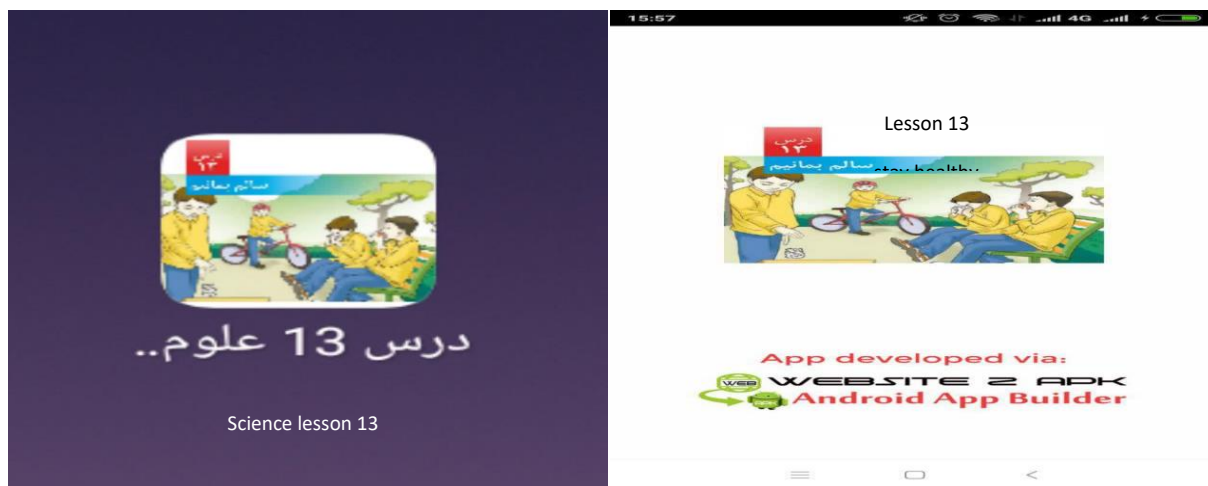 درس
۱۳
سالم بمانیم
درس 13 علوم..
Science lesson 13
15:57
4G
Lesson 13
درس
۱۳
سالم بمانیم
stay healthy
App developed via:
WEB
WEBSITE 2 APK
Android App Builder